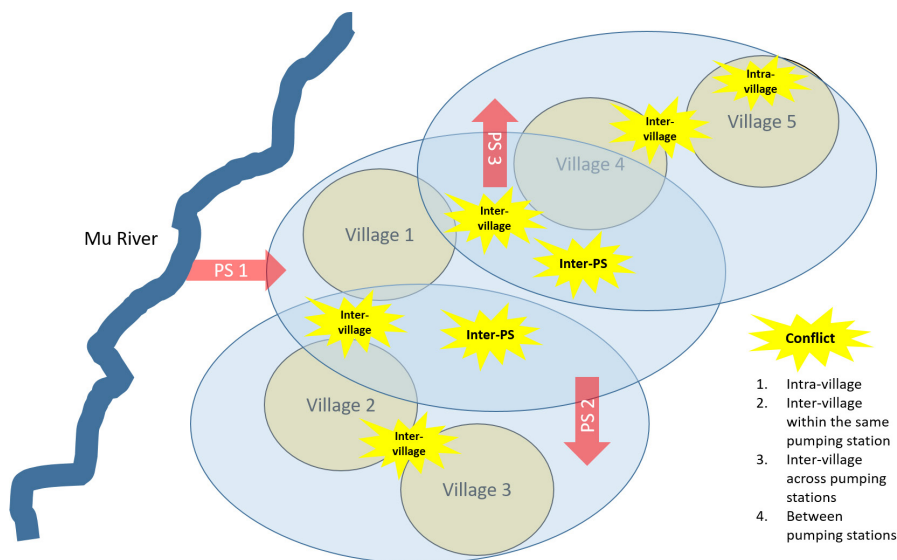 Intra-
village
Inter-
village
Village 5
PS 3
Village 4
Inter-
village
Village 1
Mu River
Inter-PS
PS 1
Inter-
village
Inter-PS
Conflict
1. Intra-village
2. Inter-village
within the same
pumping station
3. Inter-village
across pumping
stations
4. Between
pumping stations
PS 2
Village 2
Inter-
village
Village 3